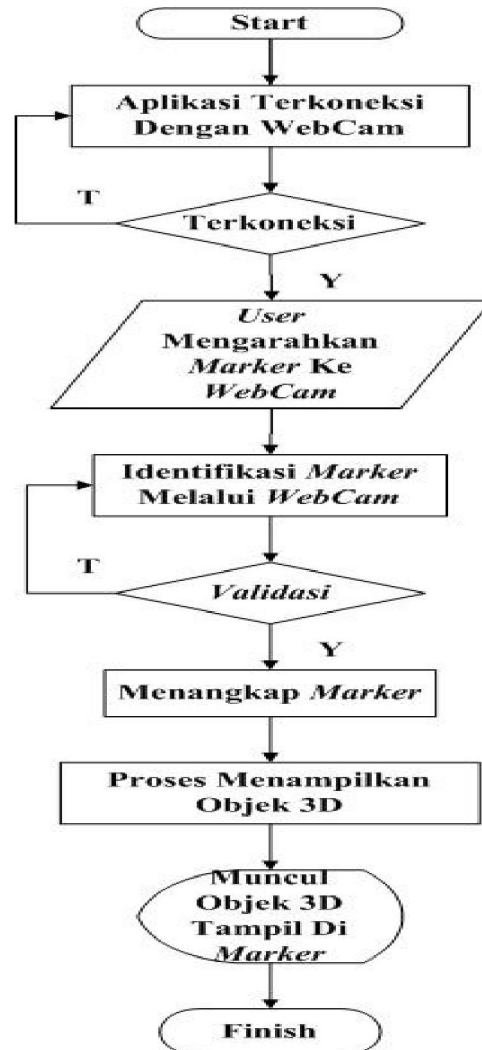 Start
Aplikasi Terkoneksi
Dengan WebCam
T
Terkoneksi
Y
User
Mengarahkan
Marker Ke
WebCam
Identifikasi Marker
Melalui WebCam
T
Validasi
Y
Menangkap Marker
Proses Menampilkan
Objek 3D
Muncul
Objek 3D
Tampil Di
Marker
Finish